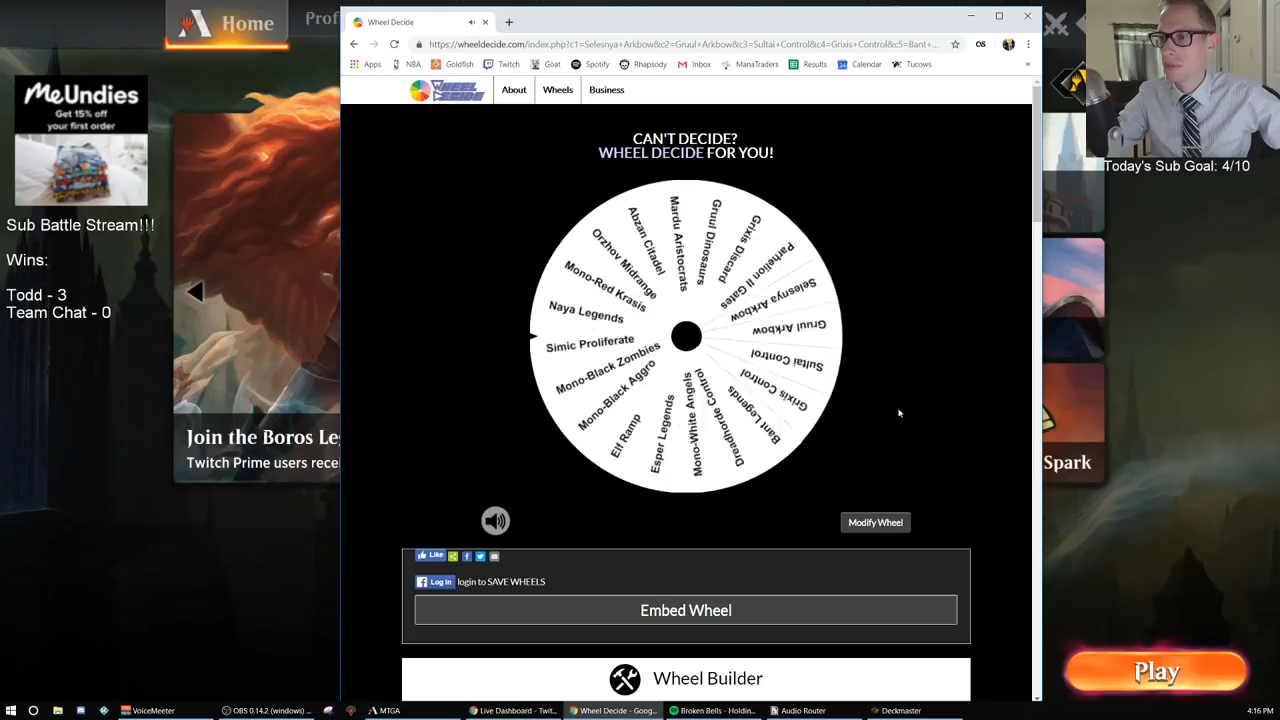 Home
Prof
MeUndies
Get 15% off
your first order
Sub Battle Stream!!!
Wins:
Todd - 3
Team Chat - 0
Join the Boros Le
Twitch Prime users rece
Wheel Decide
https://wheeldecide.com/index.php?c1=Selesnya+Arkbow&c2=Gruul+Arkbow&c3=Sultai+Control&c4=Grixis+Control&c5=Bant+...
OS
Apps NBA Goldfish Twitch Goat Spotify Rhapsody Inbox ManaTraders Results Calendar Tucows »
WHEEL DECIDE
About Wheels Business
CAN'T DECIDE?
WHEEL DECIDE FOR YOU!
Selesnya Arkbow
Gruul Arkbow
Sultai Control
Grixis Control
Bant Legends
Dreadhorde Control
Mono-White Angels
Esper Legends
Elf Ramp
Mono-Black Aggro
Mono-Black Zombies
Simic Proliferate
Naya Legends
Mono-Red Krasis
Orzhov Midrange
Abzan Citadel
Mardu Aristocrats
Gruul Dinosaurs
Grixis Discard
Parhelion II Gates
Modify Wheel
Like
Log In login to SAVE WHEELS
Embed Wheel
Wheel Builder
Today's Sub Goal: 4/10
Spark
Play
VoiceMeeter
OBS 0.14.2 (windows) ...
MTGA
Live Dashboard - Twit...
Wheel Decide - Goog...
Broken Bells - Holdin...
Audio Router
Deckmaster
4:16 PM